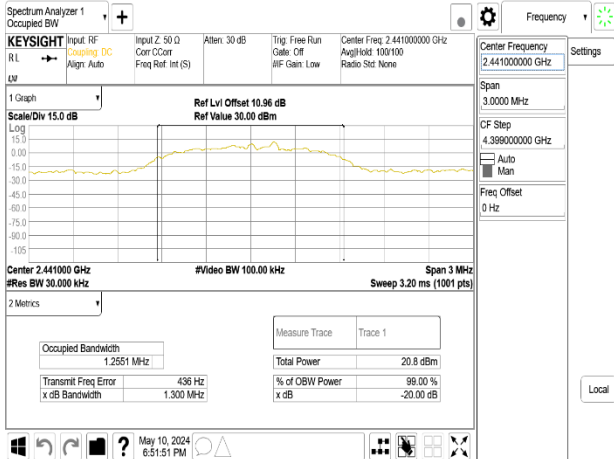 Spectrum Analyzer 1
Occupied BW
Frequency
KEYSIGHT
RL
Input: RF
Coupling: DC
Align: Auto
Input Z: 50 Ω
Corr CCorr
Freq Ref: Int (S)
Atten: 30 dB
Trig: Free Run
Gate: Off
#IF Gain: Low
Center Freq: 2.441000000 GHz
Avg|Hold: 100/100
Radio Std: None
1 Graph
Scale/Div 15.0 dB
Ref Lvl Offset 10.96 dB
Ref Value 30.00 dBm
Log
15.0
0.00
-15.0
-30.0
-45.0
-60.0
-75.0
-90.0
-105
Center 2.441000 GHz
#Res BW 30.000 kHz
#Video BW 100.00 kHz
Span 3 MHz
Sweep 3.20 ms (1001 pts)
2 Metrics
Measure Trace
Trace 1
Occupied Bandwidth
1.2551 MHz
Total Power
20.8 dBm
Transmit Freq Error
436 Hz
% of OBW Power
99.00 %
x dB Bandwidth
1.300 MHz
x dB
-20.00 dB
May 10, 2024
6:51:51 PM
Center Frequency
2.441000000 GHz
Settings
Span
3.0000 MHz
CF Step
4.399000000 GHz
Auto
Man
Freq Offset
0 Hz
Local